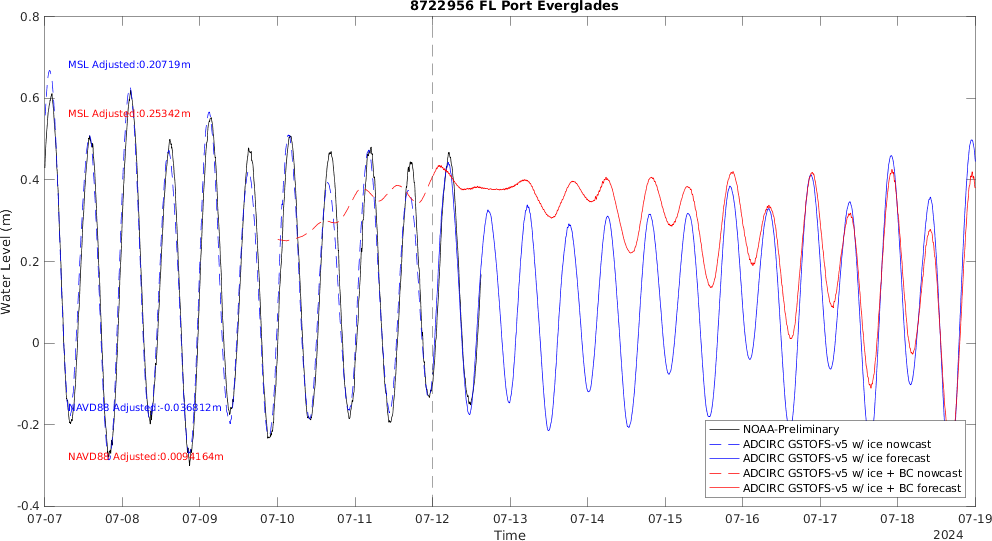 8722956 FL Port Everglades
0.8
0.6
0.4
0.2
0
-0.2
-0.4
Water Level (m)
MSL Adjusted:0.20719m
MSL Adjusted:0.25342m
NAVD88 Adjusted:-0.036812m
NAVD88 Adjusted:0.0094164m
NOAA-Preliminary
ADCIRC GSTOFS-v5 w/ ice nowcast
ADCIRC GSTOFS-v5 w/ ice forecast
ADCIRC GSTOFS-v5 w/ ice + BC nowcast
ADCIRC GSTOFS-v5 w/ ice + BC forecast
07-07 07-08 07-09 07-10 07-11 07-12 07-13 07-14 07-15 07-16 07-17 07-18 07-19
Time
2024